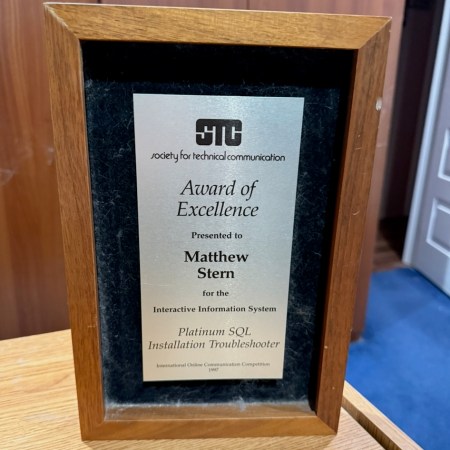 STC
society for technical communication
Award of
Excellence
Presented to
Matthew
Stern
for the
Interactive Information System
Platinum SQL
Installation Troubleshooter
International Online Communication Competition
1997